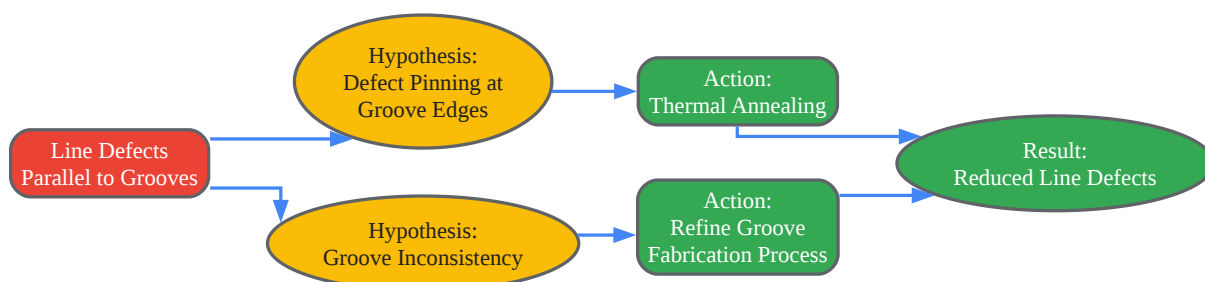 Line Defects
Parallel to Grooves
Hypothesis:
Defect Pinning at
Groove Edges
Action:
Thermal Annealing
Hypothesis:
Groove Inconsistency
Action:
Refine Groove
Fabrication Process
Result:
Reduced Line Defects